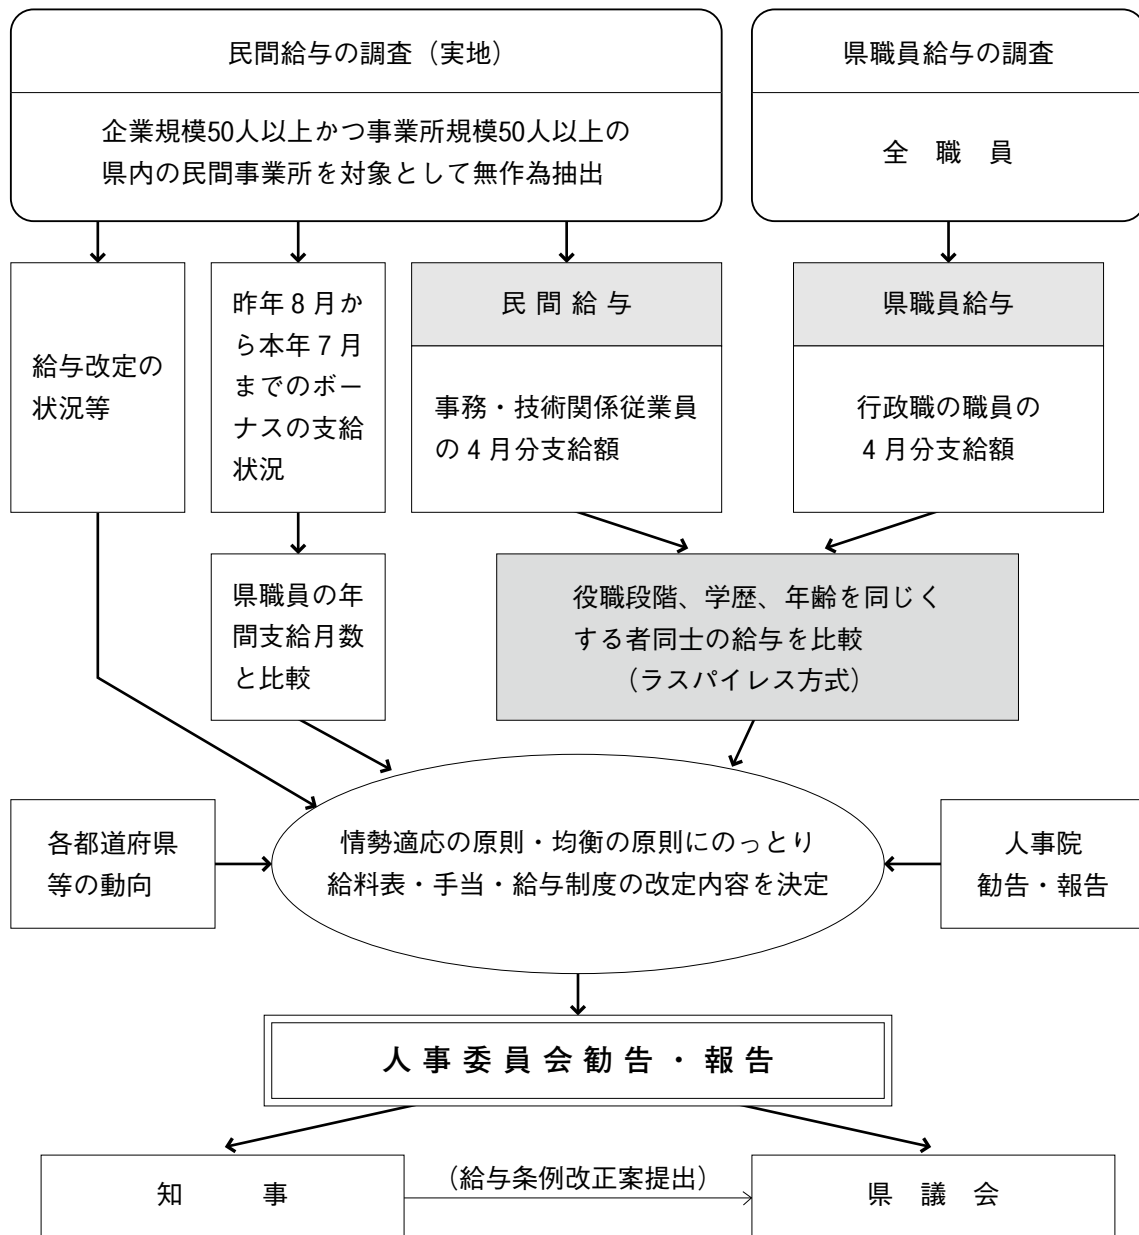 民間給与の調査（実地）
企業規模50人以上かつ事業所規模50人以上の
県内の民間事業所を対象として無作為抽出
県職員給与の調査
全　職　員
給与改定の
状況等
昨年８月か
ら本年７月
までのボー
ナスの支給
状況
民 間 給 与
事務・技術関係従業員
の４月分支給額
県職員給与
行政職の職員の
４月分支給額
県職員の年
間支給月数
と比較
役職段階、学歴、年齢を同じく
する者同士の給与を比較
（ラスパイレス方式）
各都道府県
等の動向
情勢適応の原則・均衡の原則にのっとり
給料表・手当・給与制度の改定内容を決定
人事院
勧告・報告
人 事 委 員 会 勧 告 ・ 報 告
知　　　事
（給与条例改正案提出）
県　議　会